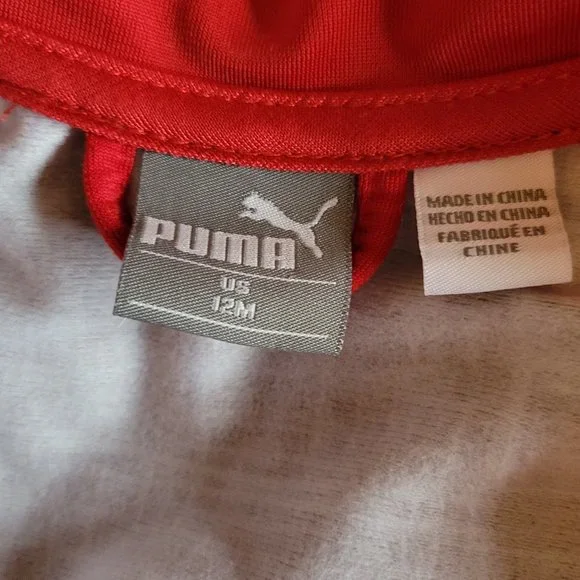 PUMA
US
12M
MADE IN CHINA
HECHO EN CHINA
FABRIQUÉ EN
CHINE